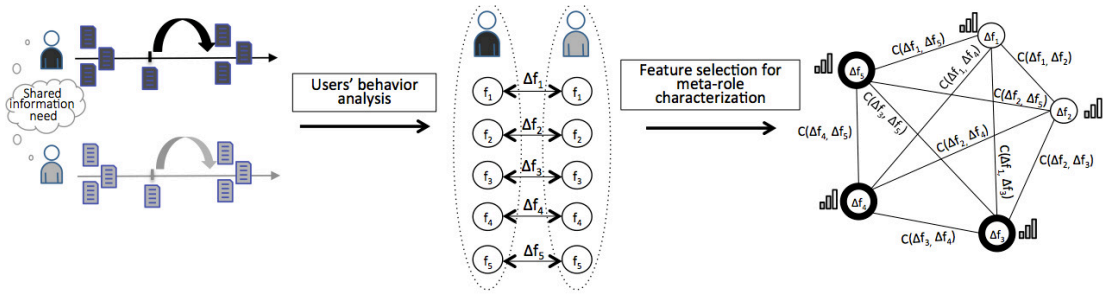 Shared
information
need
Users' behavior
analysis
f1
Δf1
f1
f2
Δf2
f2
f3
Δf3
f3
f4
Δf4
f4
f5
Δf5
f5
Feature selection for
meta-role
characterization
Δf1
Δf2
Δf3
Δf4
Δf5
C(Δf1, Δf5)
C(Δf1, Δf4)
C(Δf1, Δf2)
C(Δf3, Δf5)
C(Δf2, Δf5)
C(Δf4, Δf5)
C(Δf2, Δf4)
C(Δf1, Δf3)
C(Δf2, Δf3)
C(Δf3, Δf4)